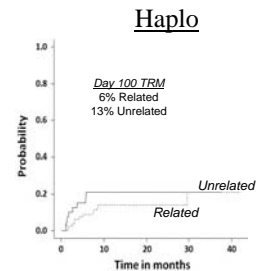 Haplo
1.0
Day 100 TRM
6% Related
13% Unrelated
0.8
0.6
0.4
0.2
0.0
Probability
Unrelated
Related
0 10 20 30 40
Time in months